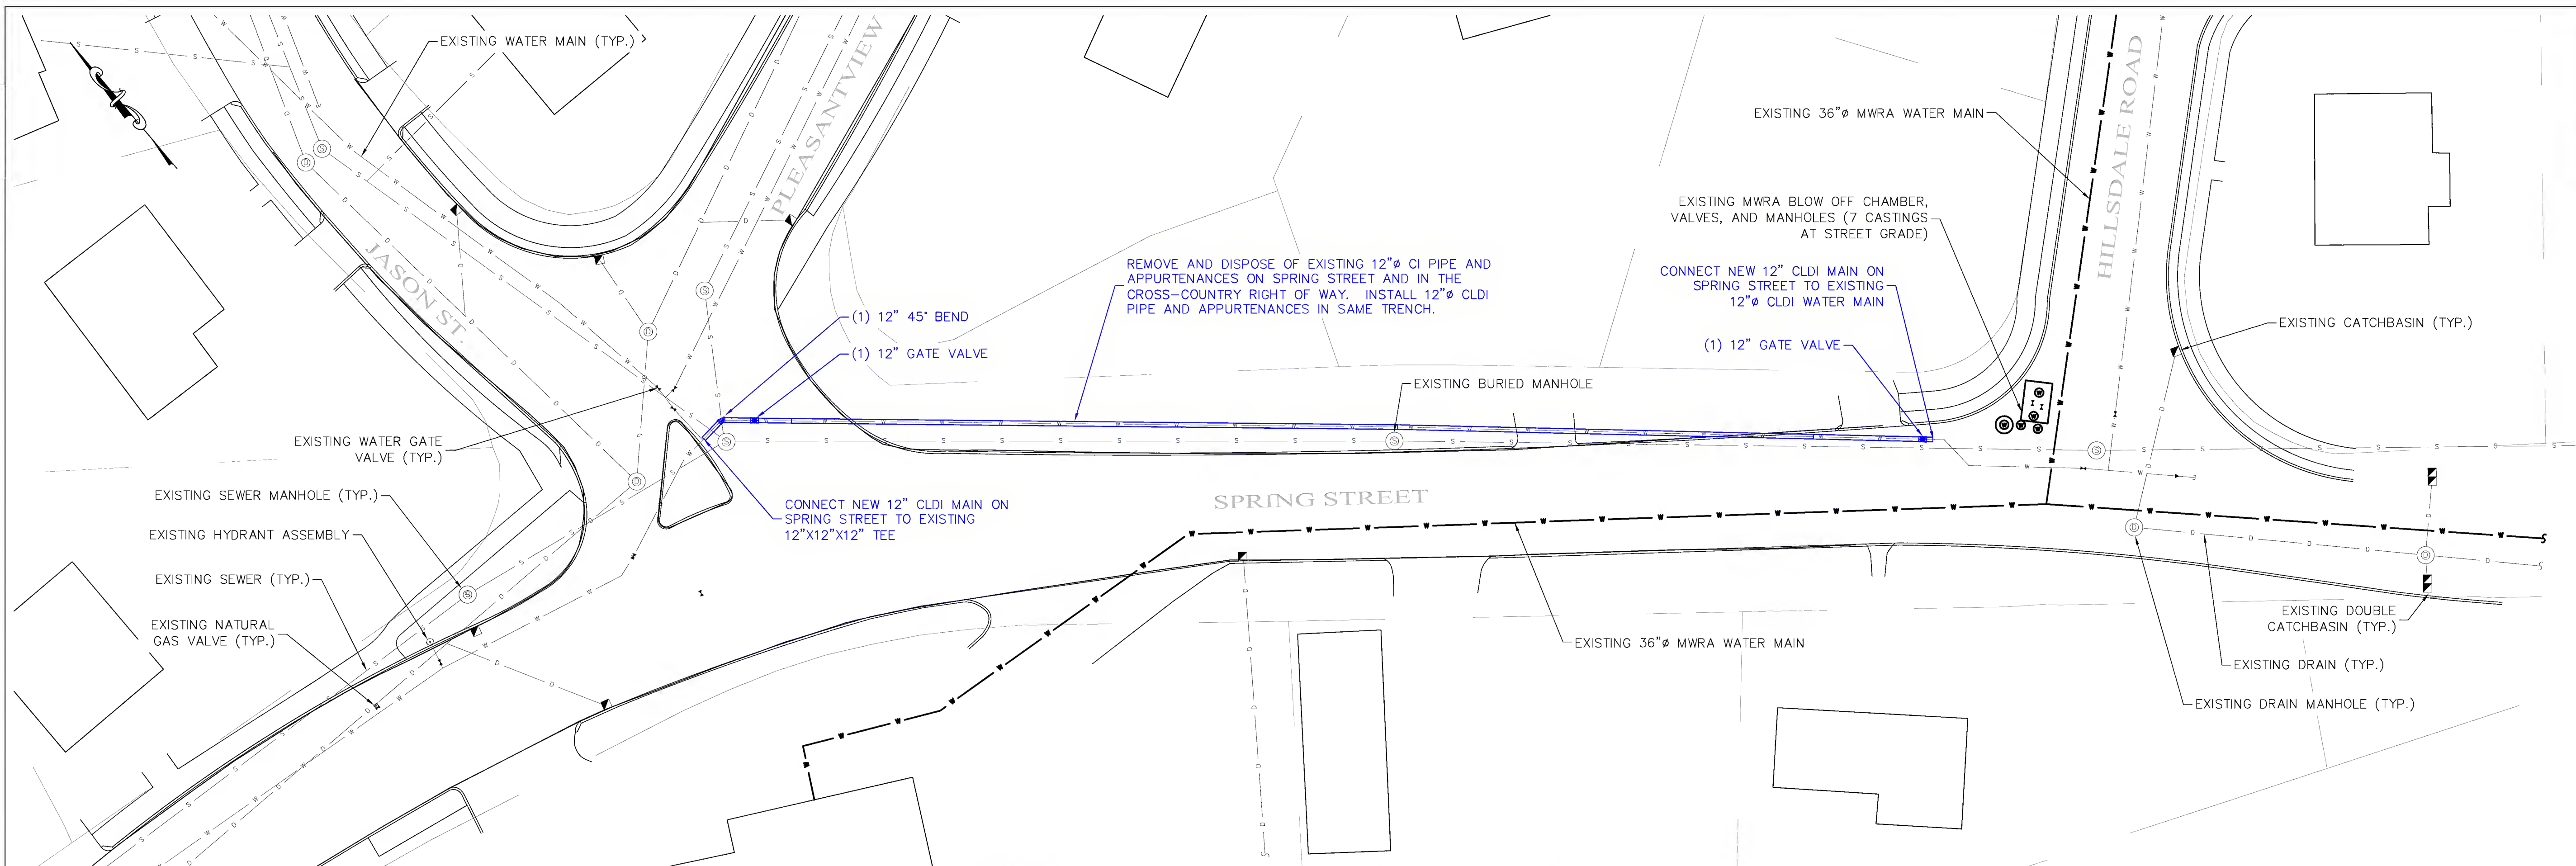 EXISTING WATER MAIN (TYP.)
PLEASANTVIEW
JASON ST.
EXISTING 36"ø MWRA WATER MAIN
HILLSDALE ROAD
EXISTING MWRA BLOW OFF CHAMBER,
VALVES, AND MANHOLES (7 CASTINGS
AT STREET GRADE)
REMOVE AND DISPOSE OF EXISTING 12"ø CI PIPE AND
APPURTENANCES ON SPRING STREET AND IN THE
CROSS-COUNTRY RIGHT OF WAY. INSTALL 12"ø CLDI
PIPE AND APPURTENANCES IN SAME TRENCH.
CONNECT NEW 12" CLDI MAIN ON
SPRING STREET TO EXISTING
12"ø CLDI WATER MAIN
(1) 12" 45° BEND
(1) 12" GATE VALVE
(1) 12" GATE VALVE
EXISTING CATCHBASIN (TYP.)
EXISTING BURIED MANHOLE
EXISTING WATER GATE
VALVE (TYP.)
EXISTING SEWER MANHOLE (TYP.)
CONNECT NEW 12" CLDI MAIN ON
SPRING STREET TO EXISTING
12"X12"X12" TEE
SPRING STREET
EXISTING HYDRANT ASSEMBLY
EXISTING SEWER (TYP.)
EXISTING NATURAL
GAS VALVE (TYP.)
EXISTING 36"ø MWRA WATER MAIN
EXISTING DOUBLE
CATCHBASIN (TYP.)
EXISTING DRAIN (TYP.)
EXISTING DRAIN MANHOLE (TYP.)